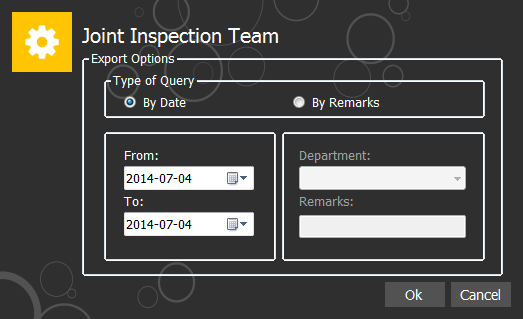 Joint Inspection Team
Export Options
Type of Query
By Date By Remarks
From:
2014-07-04
To:
2014-07-04
Department:
Remarks:
Ok Cancel